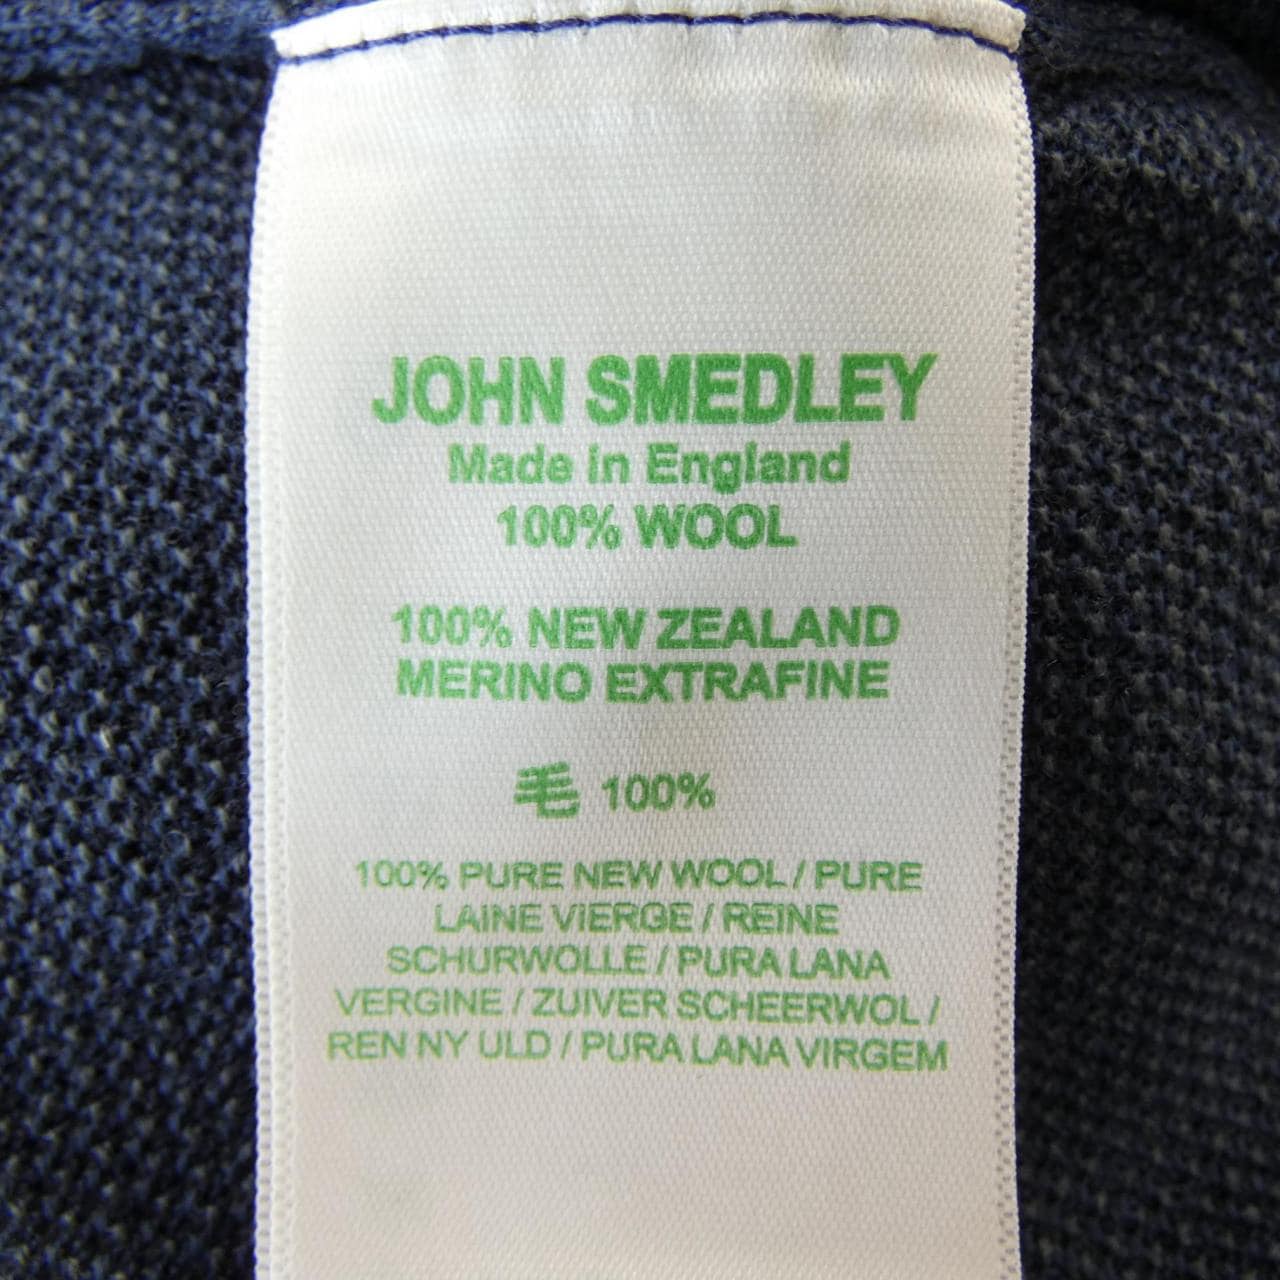 JOHN SMEDLEY
Made in England
100% WOOL
100% NEW ZEALAND
MERINO EXTRAFINE
毛 100%
100% PURE NEW WOOL / PURE
LAINE VIERGE / REINE
SCHURWOLLE / PURA LANA
VERGINE / ZUIVER SCHEERWOL /
REN NY ULD / PURA LANA VIRGEM